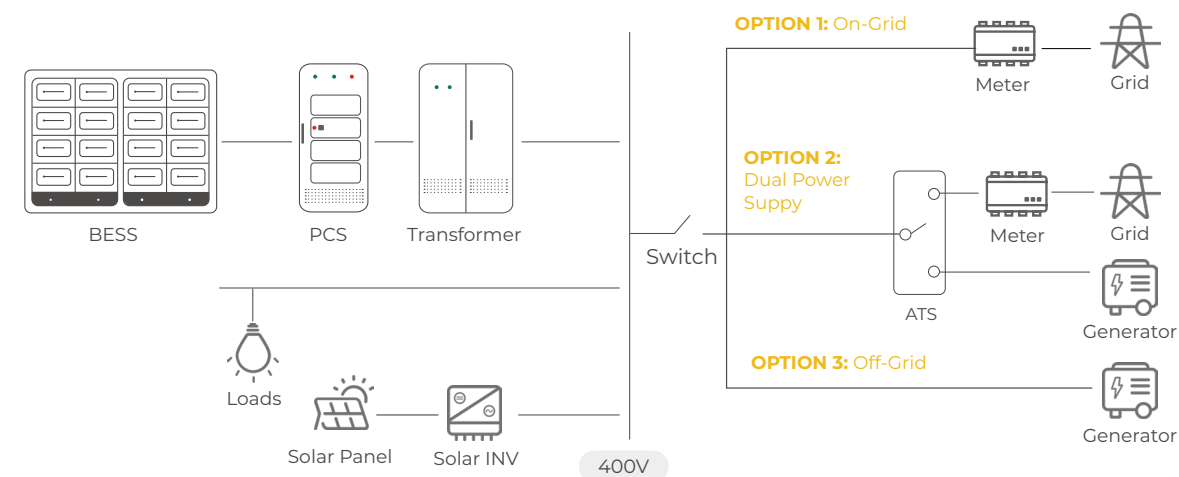 OPTION 1: On-Grid
Meter
Grid
BESS
PCS
Transformer
OPTION 2:
Dual Power
Suppy
Meter
Grid
Switch
ATS
Generator
OPTION 3: Off-Grid
Generator
Loads
Solar Panel
Solar INV
400V